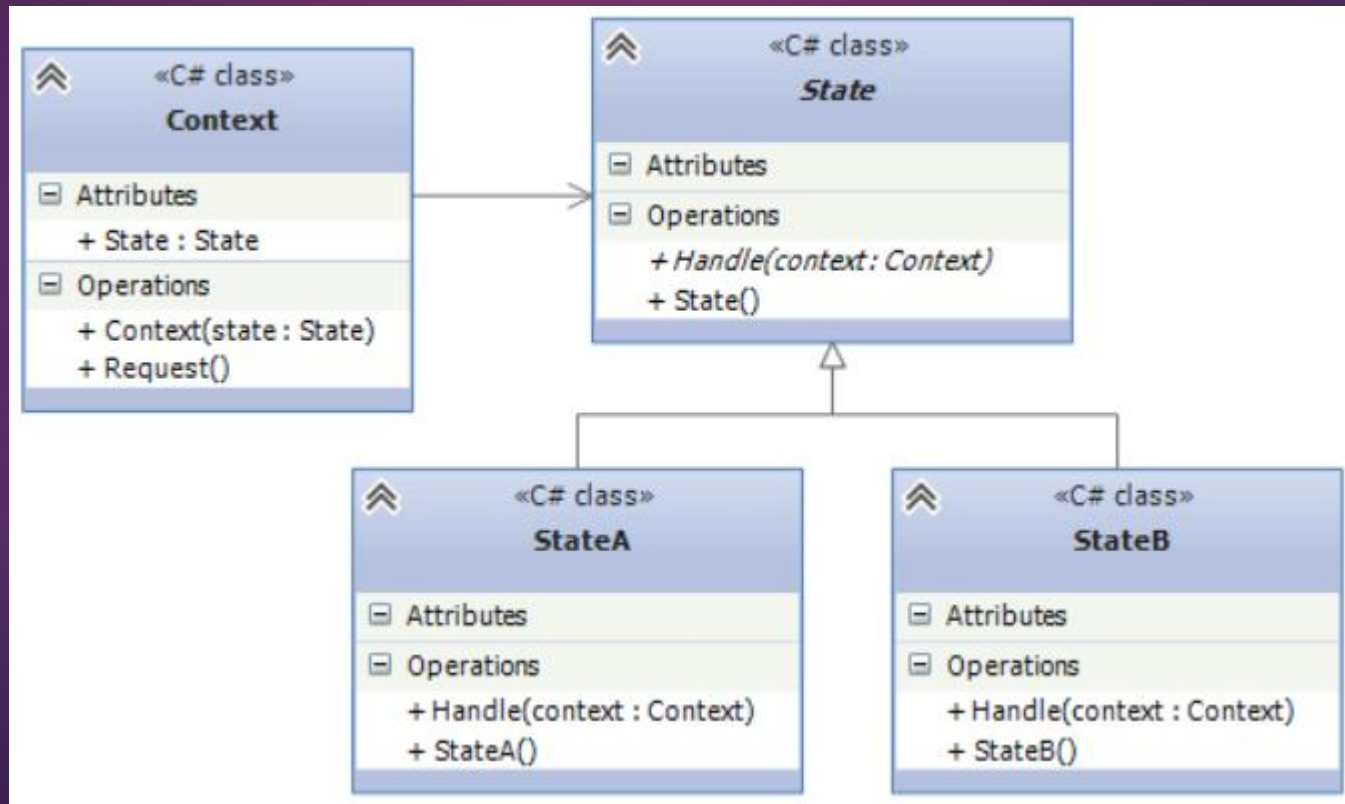 «C# class»
Context
Attributes
+ State : State
Operations
+ Context(state : State)
+ Request()
«C# class»
State
Attributes
Operations
+ Handle(context : Context)
+ State()
«C# class»
StateA
Attributes
Operations
+ Handle(context : Context)
+ StateA()
«C# class»
StateB
Attributes
Operations
+ Handle(context : Context)
+ StateB()